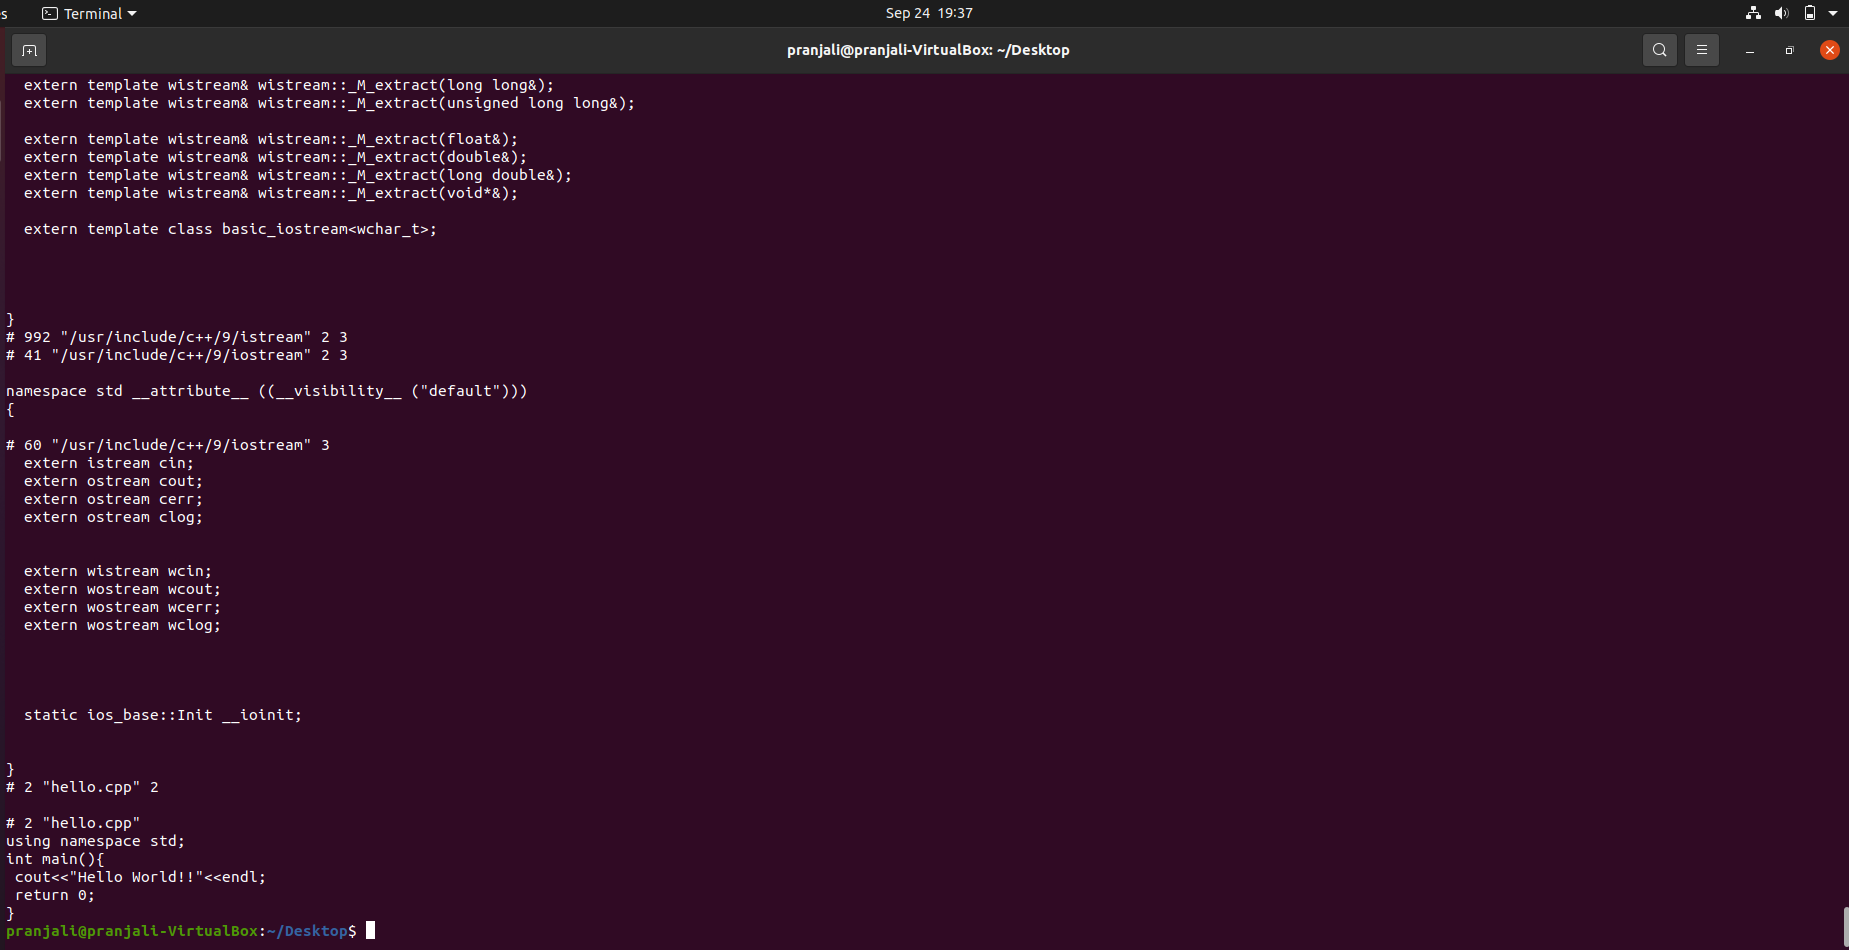 s
Terminal
Sep 24 19:37
pranjali@pranjali-VirtualBox: ~/Desktop
extern template wistream& wistream::_M_extract(long long&);
extern template wistream& wistream::_M_extract(unsigned long long&);
extern template wistream& wistream::_M_extract(float&);
extern template wistream& wistream::_M_extract(double&);
extern template wistream& wistream::_M_extract(long double&);
extern template wistream& wistream::_M_extract(void*&);
extern template class basic_iostream<wchar_t>;
}
# 992 "/usr/include/c++/9/istream" 2 3
# 41 "/usr/include/c++/9/iostream" 2 3
namespace std __attribute__ ((__visibility__ ("default")))
{
# 60 "/usr/include/c++/9/iostream" 3
extern istream cin;
extern ostream cout;
extern ostream cerr;
extern ostream clog;
extern wistream wcin;
extern wostream wcout;
extern wostream wcerr;
extern wostream wclog;
static ios_base::Init __ioinit;
}
# 2 "hello.cpp" 2
# 2 "hello.cpp"
using namespace std;
int main(){
cout<<"Hello World!!"<<endl;
return 0;
}
pranjali@pranjali-VirtualBox:~/Desktop$